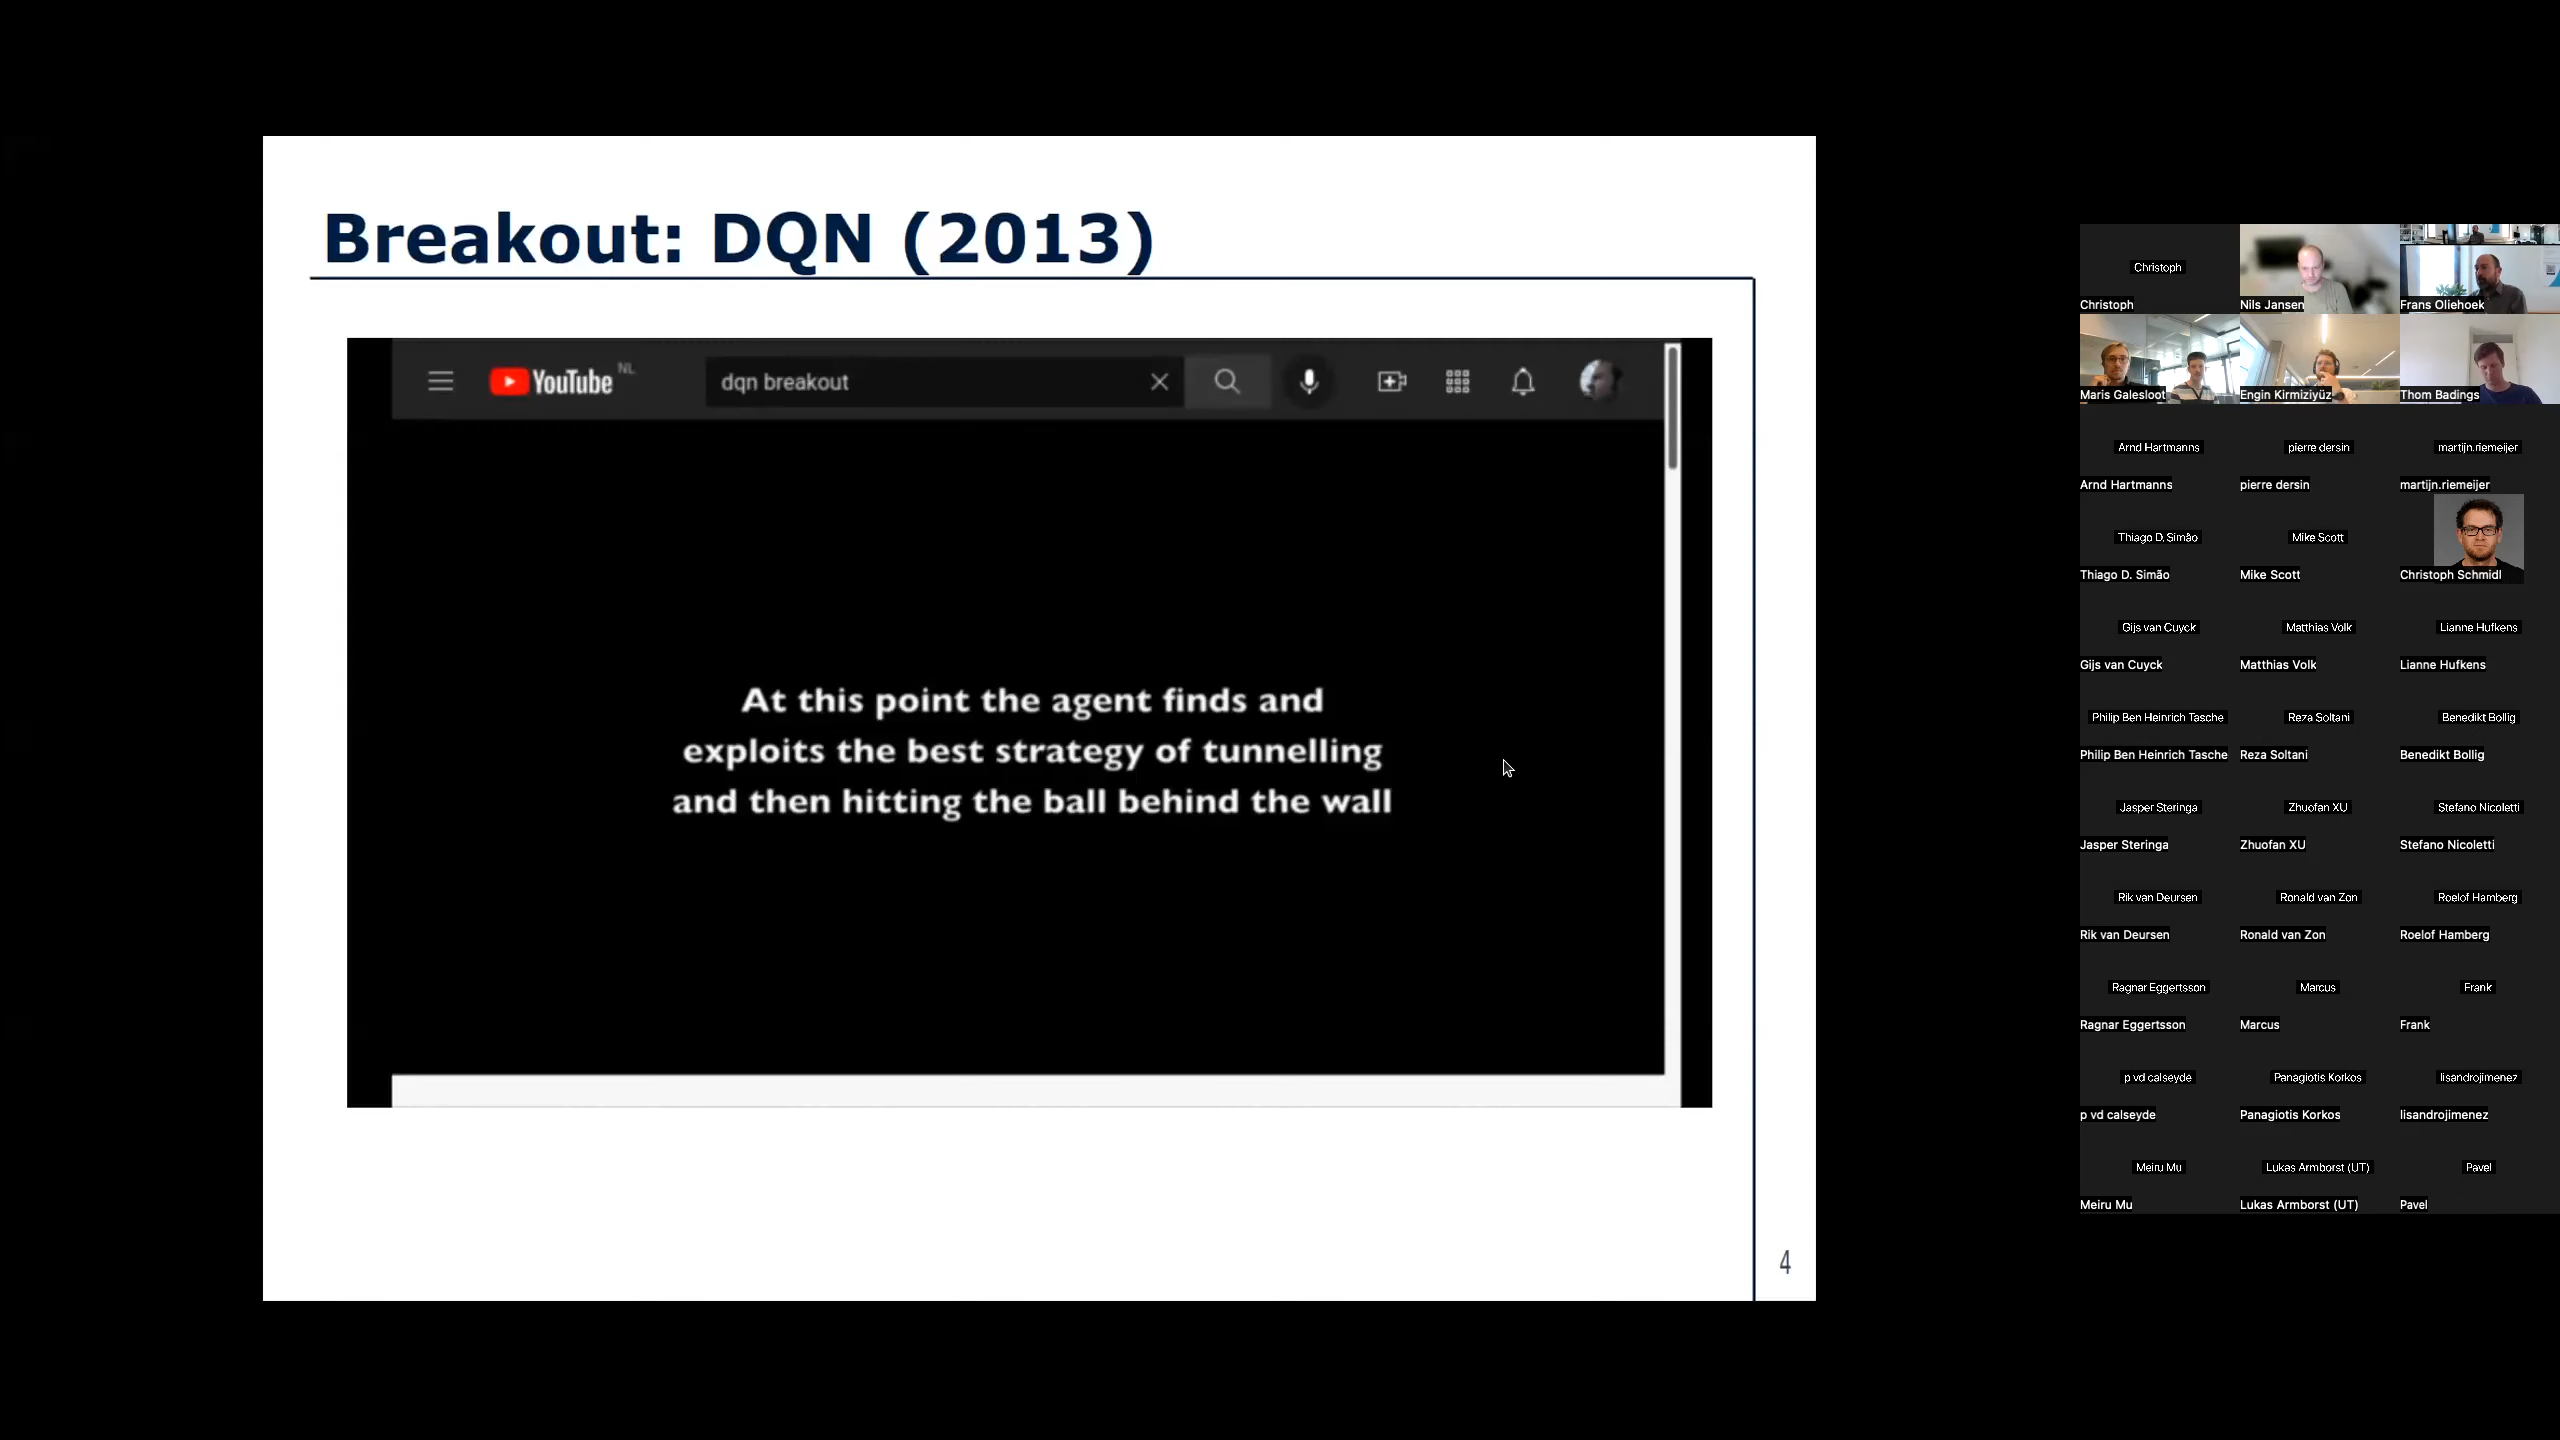 Breakout: DQN (2013)
YouTube NL
dqn breakout
At this point the agent finds and
exploits the best strategy of tunnelling
and then hitting the ball behind the wall
4
Christoph
Christoph
Nils Jansen
Frans Oliehoek
Maris Galesloot
Engin Kirmiziyüz
Thom Badings
Arnd Hartmanns
pierre dersin
martijn.riemeijer
Arnd Hartmanns
pierre dersin
martijn.riemeijer
Thiago D. Simão
Mike Scott
Thiago D. Simão
Mike Scott
Christoph Schmidl
Gijs van Cuyck
Matthias Volk
Lianne Hufkens
Gijs van Cuyck
Matthias Volk
Lianne Hufkens
Philip Ben Heinrich Tasche
Reza Soltani
Benedikt Bollig
Philip Ben Heinrich Tasche
Reza Soltani
Benedikt Bollig
Jasper Steringa
Zhuofan XU
Stefano Nicoletti
Jasper Steringa
Zhuofan XU
Stefano Nicoletti
Rik van Deursen
Ronald van Zon
Roelof Hamberg
Rik van Deursen
Ronald van Zon
Roelof Hamberg
Ragnar Eggertsson
Marcus
Frank
Ragnar Eggertsson
Marcus
Frank
p vd calseyde
Panagiotis Korkos
lisandrojimenez
p vd calseyde
Panagiotis Korkos
lisandrojimenez
Meiru Mu
Lukas Armborst (UT)
Pavel
Meiru Mu
Lukas Armborst (UT)
Pavel